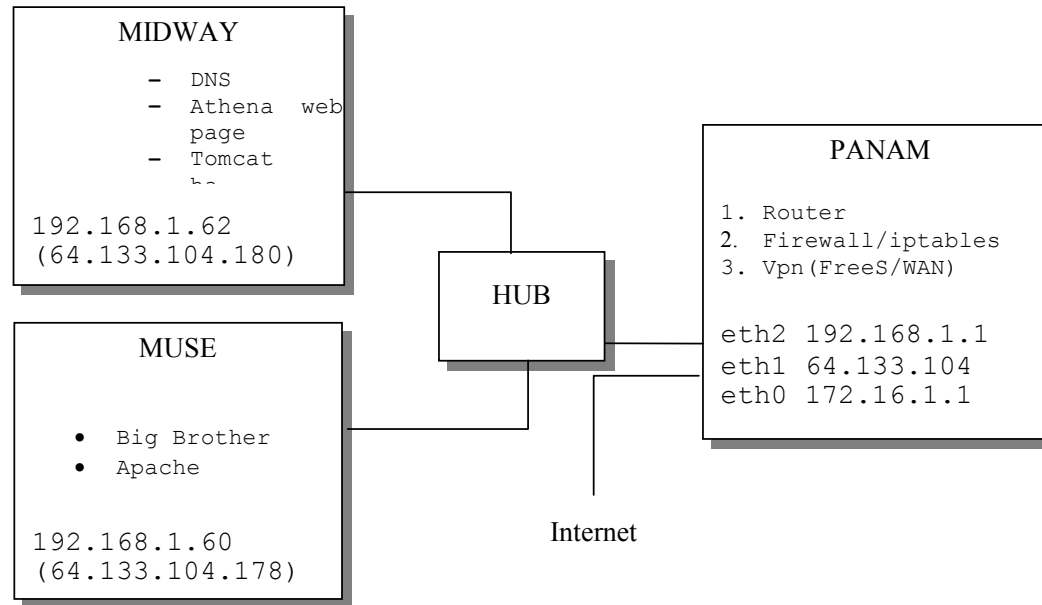 MIDWAY
– DNS
– Athena web
page
– Tomcat
192.168.1.62
(64.133.104.180)
MUSE
• Big Brother
• Apache
192.168.1.60
(64.133.104.178)
HUB
Internet
PANAM
1. Router
2. Firewall/iptables
3. Vpn(FreeS/WAN)
eth2 192.168.1.1
eth1 64.133.104
eth0 172.16.1.1